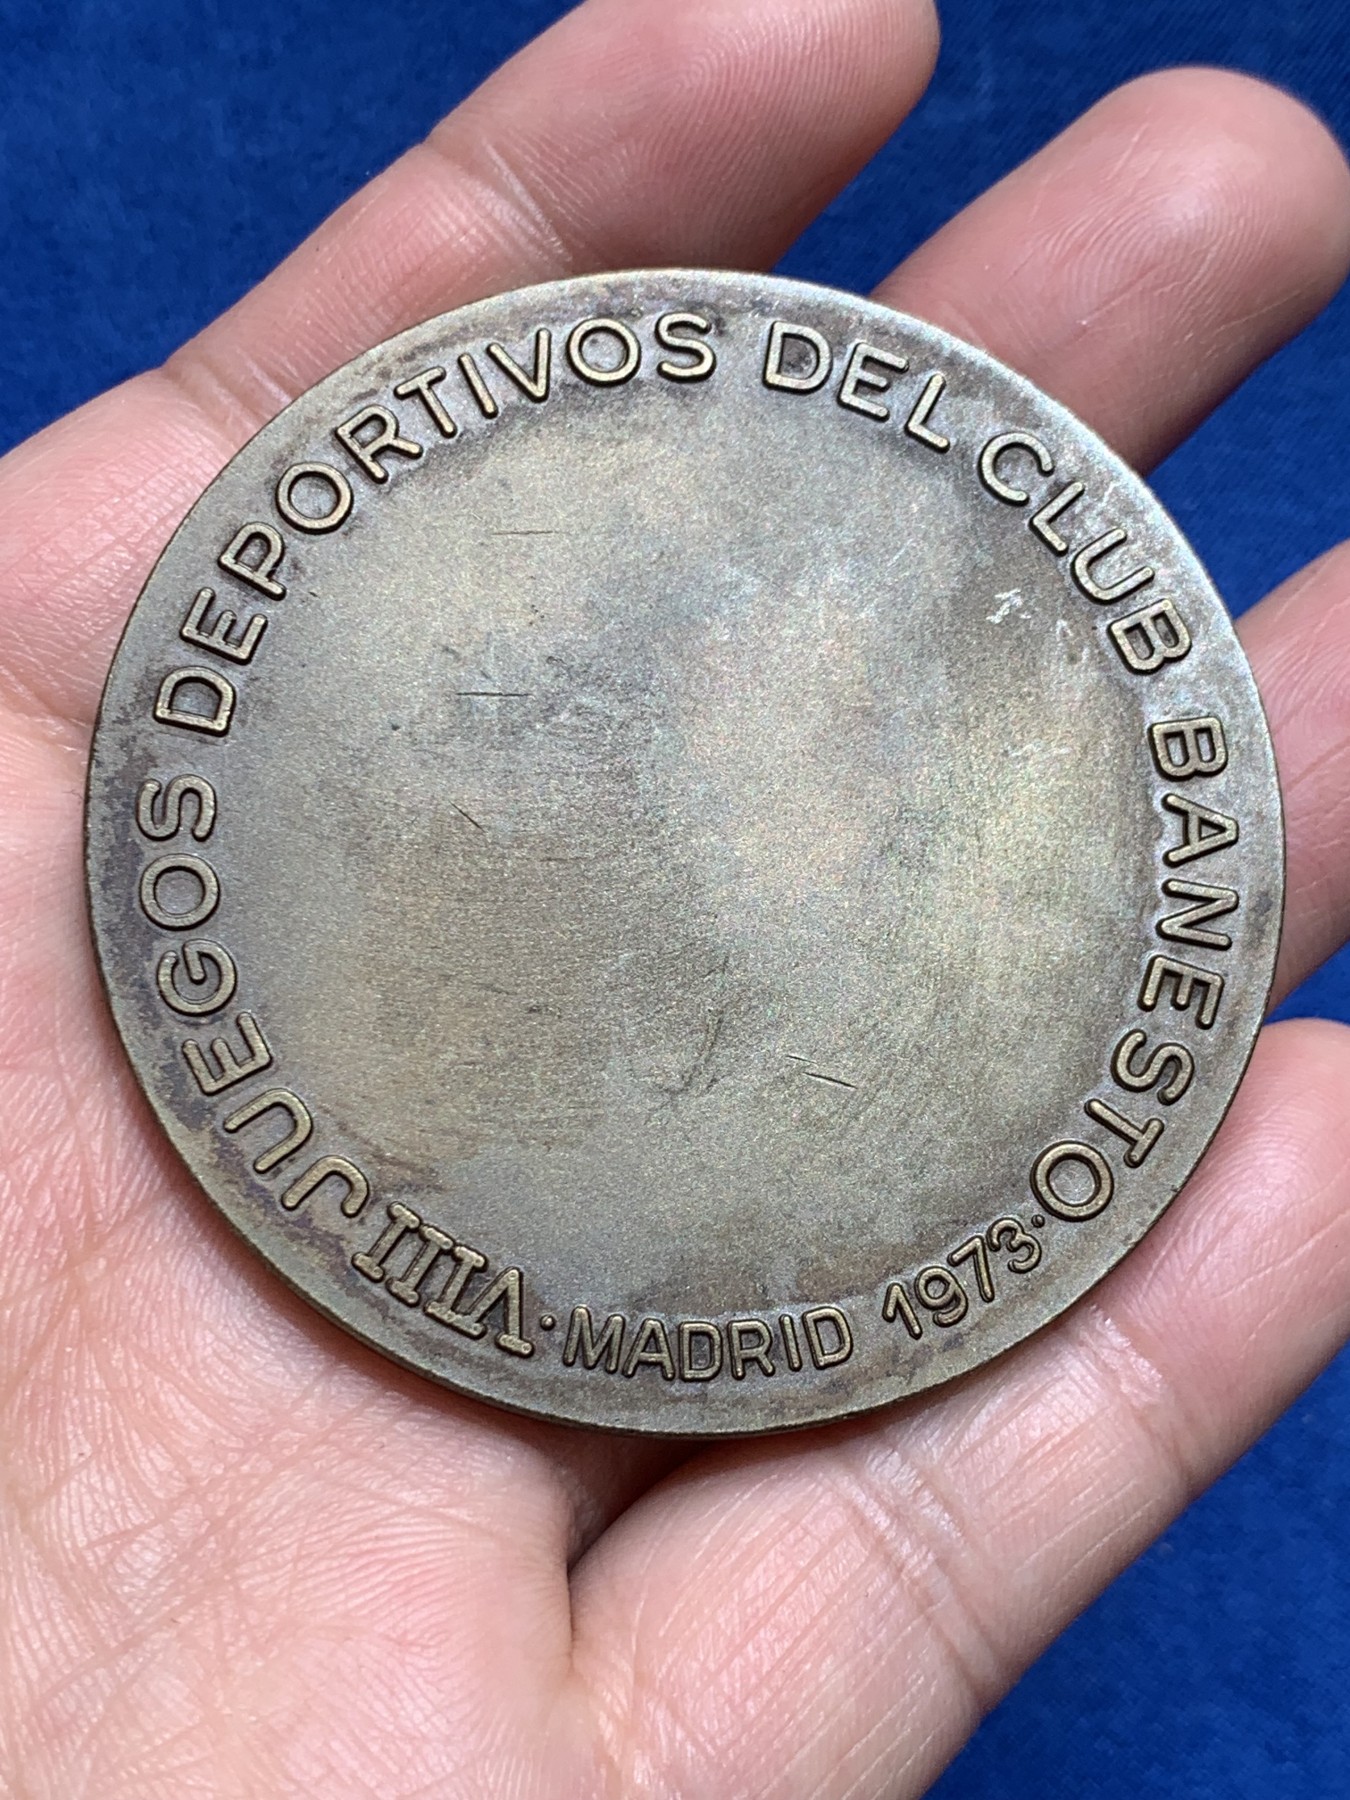 VIII JUEGOS DEPORTIVOS DEL CLUB BANESTO
· MADRID 1973 ·